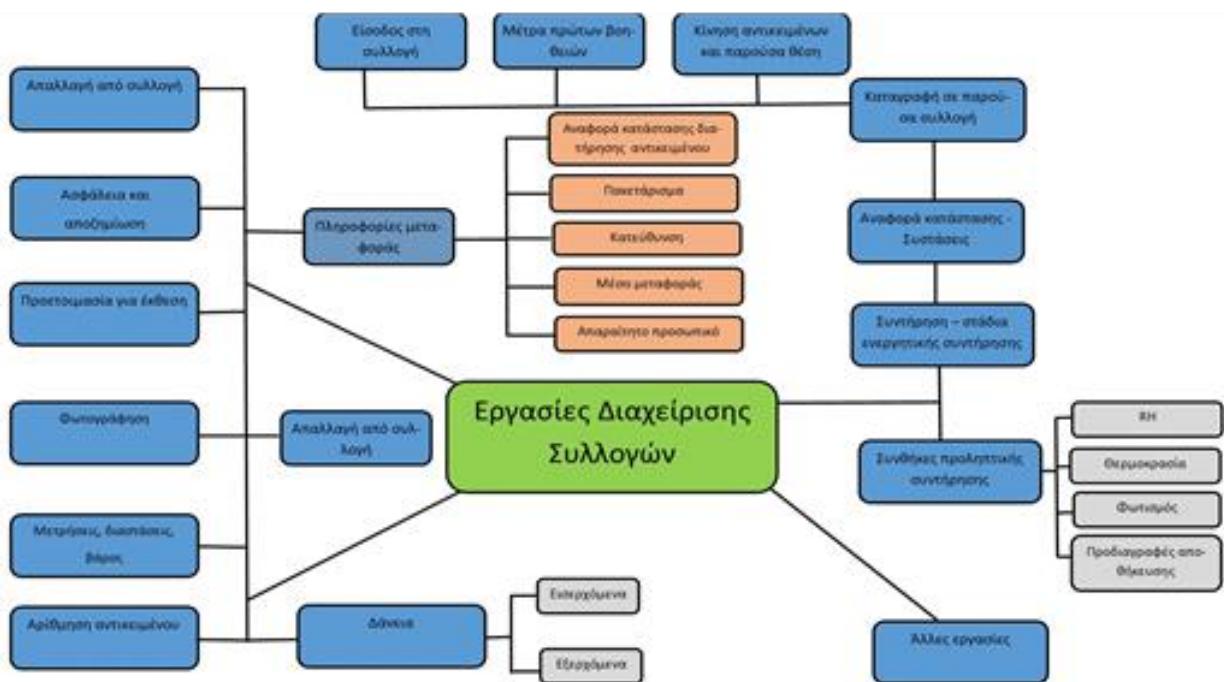 Είσοδος στη
συλλογή
Μέτρα πρώτων βοη-
θειών
Κίνηση αντικειμένων
και παρούσα θέση
Απαλλαγή από συλλογή
Καταγραφή σε παρού-
σα συλλογή
Αναφορά κατάστασης δια-
τήρησης αντικειμένου
Πακετάρισμα
Κατεύθυνση
Μέσο μεταφοράς
Απαραίτητο προσωπικό
Ασφάλεια και
αποζημίωση
Πληροφορίες μετα-
φοράς
Αναφορά κατάστασης -
Συστάσεις
Προετοιμασία για έκθεση
Συντήρηση – στάδια
ενεργητικής συντήρησης
Εργασίες Διαχείρισης
Συλλογών
Φωτογράφηση
Απαλλαγή από συλ-
λογή
Συνθήκες προληπτικής
συντήρησης
RH
Θερμοκρασία
Φωτισμός
Προδιαγραφές απο-
θήκευσης
Μετρήσεις, διαστάσεις,
βάρος
Αρίθμηση αντικειμένου
Δάνεια
Εισερχόμενα
Εξερχόμενα
Άλλες εργασίες